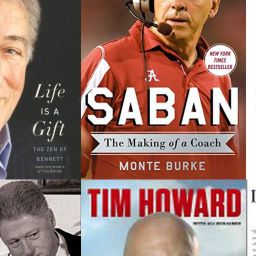 Life
IS A
Gift
THE ZEN OF
BENNETT
NEW YORK
TIMES
BESTSELLER
A
SABAN
The Making of a Coach
MONTE BURKE
TIM HOWARD